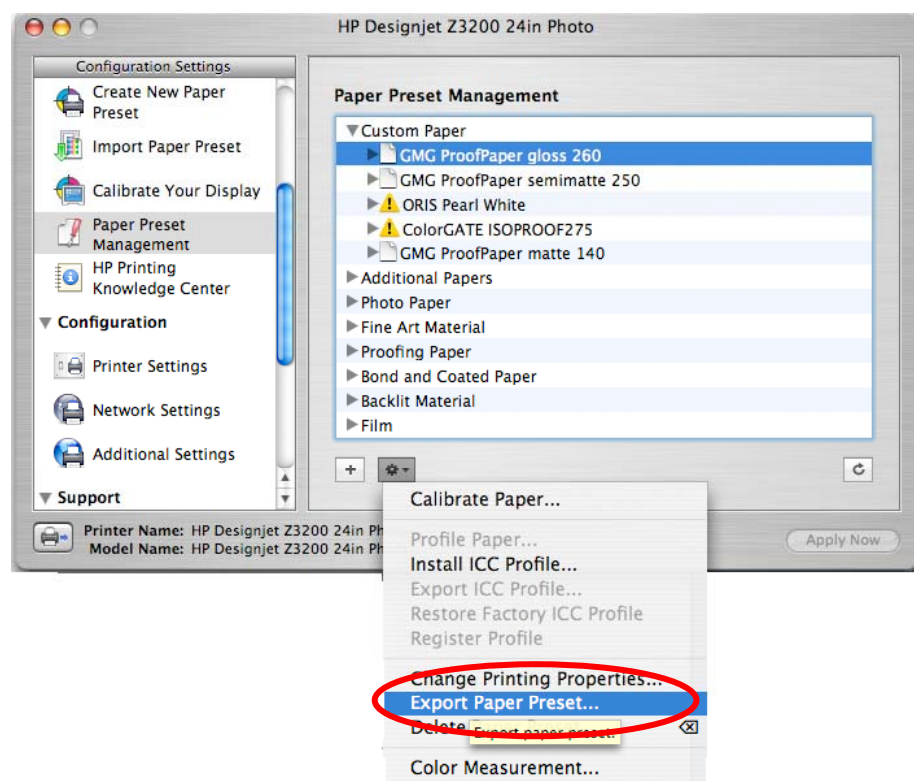 HP Designjet Z3200 24in Photo
Configuration Settings
Create New Paper
Preset
Import Paper Preset
Calibrate Your Display
Paper Preset
Management
HP Printing
Knowledge Center
Configuration
Printer Settings
Network Settings
Additional Settings
Support
Paper Preset Management
Custom Paper
GMG ProofPaper gloss 260
GMG ProofPaper semimatte 250
ORIS Pearl White
ColorGATE ISOPROOF275
GMG ProofPaper matte 140
Additional Papers
Photo Paper
Fine Art Material
Proofing Paper
Bond and Coated Paper
Backlit Material
Film
Printer Name: HP Designjet Z3200 24in Ph
Model Name: HP Designjet Z3200 24in Ph
Apply Now
Calibrate Paper...
Profile Paper...
Install ICC Profile...
Export ICC Profile...
Restore Factory ICC Profile
Register Profile
Change Printing Properties...
Export Paper Preset...
Delete
Export paper preset.
Color Measurement...